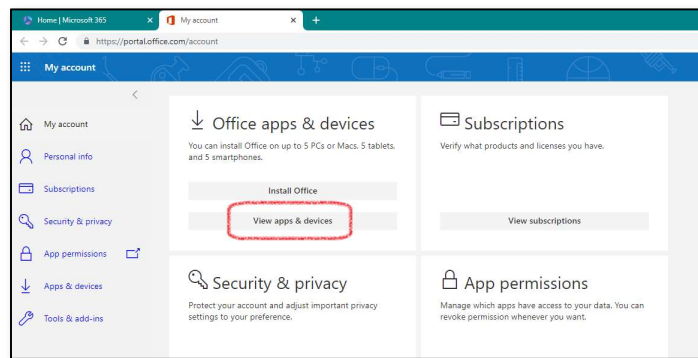 Home | Microsoft 365
My account
https://portal.office.com/account
My account
My account
Personal info
Subscriptions
Security & privacy
App permissions
Apps & devices
Tools & add-ins
Office apps & devices
You can install Office on up to 5 PCs or Macs, 5 tablets,
and 5 smartphones.
Install Office
View apps & devices
Subscriptions
Verify what products and licenses you have.
View subscriptions
Security & privacy
Protect your account and adjust important privacy
settings to your preference.
App permissions
Manage which apps have access to your data. You can
revoke permission whenever you want.